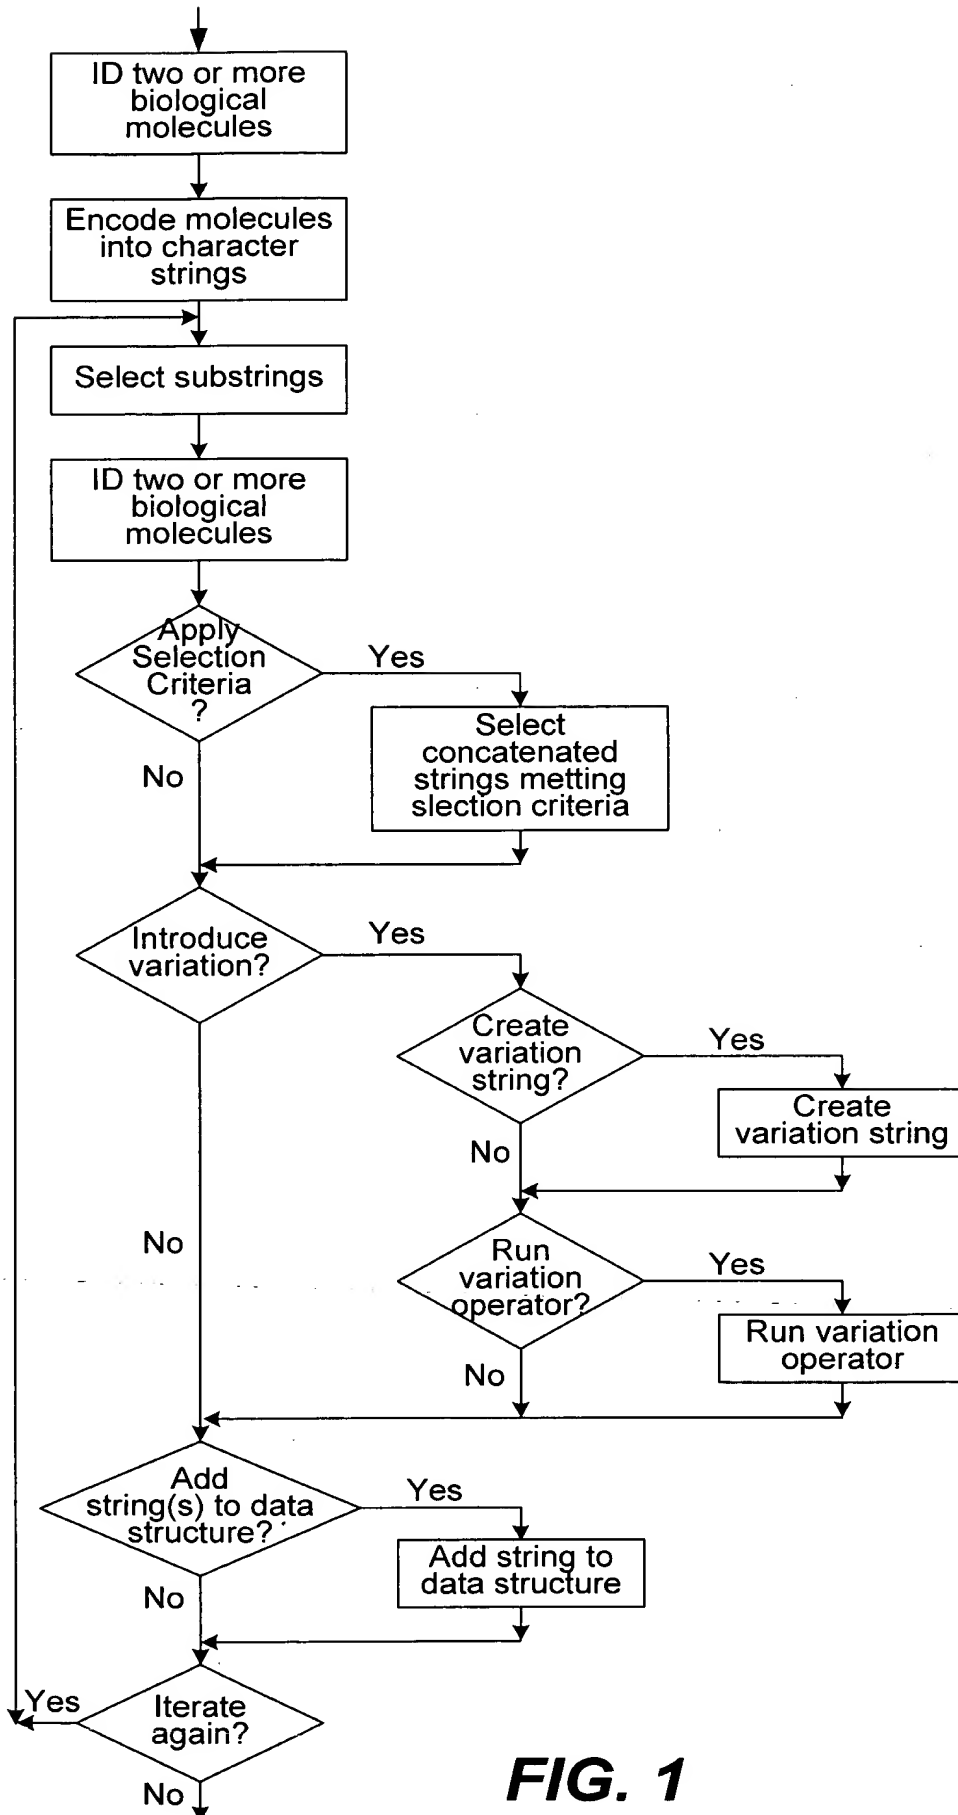 ID two or more
biological
molecules
Encode molecules
into character
strings
Select substrings
ID two or more
biological
molecules
Apply
Selection
Criteria
?
Yes
Select
concatenated
strings metting
slection criteria
No
Introduce
variation?
Yes
Create
variation
string?
Yes
Create
variation string
No
No
Run
variation
operator?
Yes
Run variation
operator
No
Add
string(s) to data
structure?
Yes
Add string to
data structure
No
Iterate
again?
Yes
No
FIG. 1